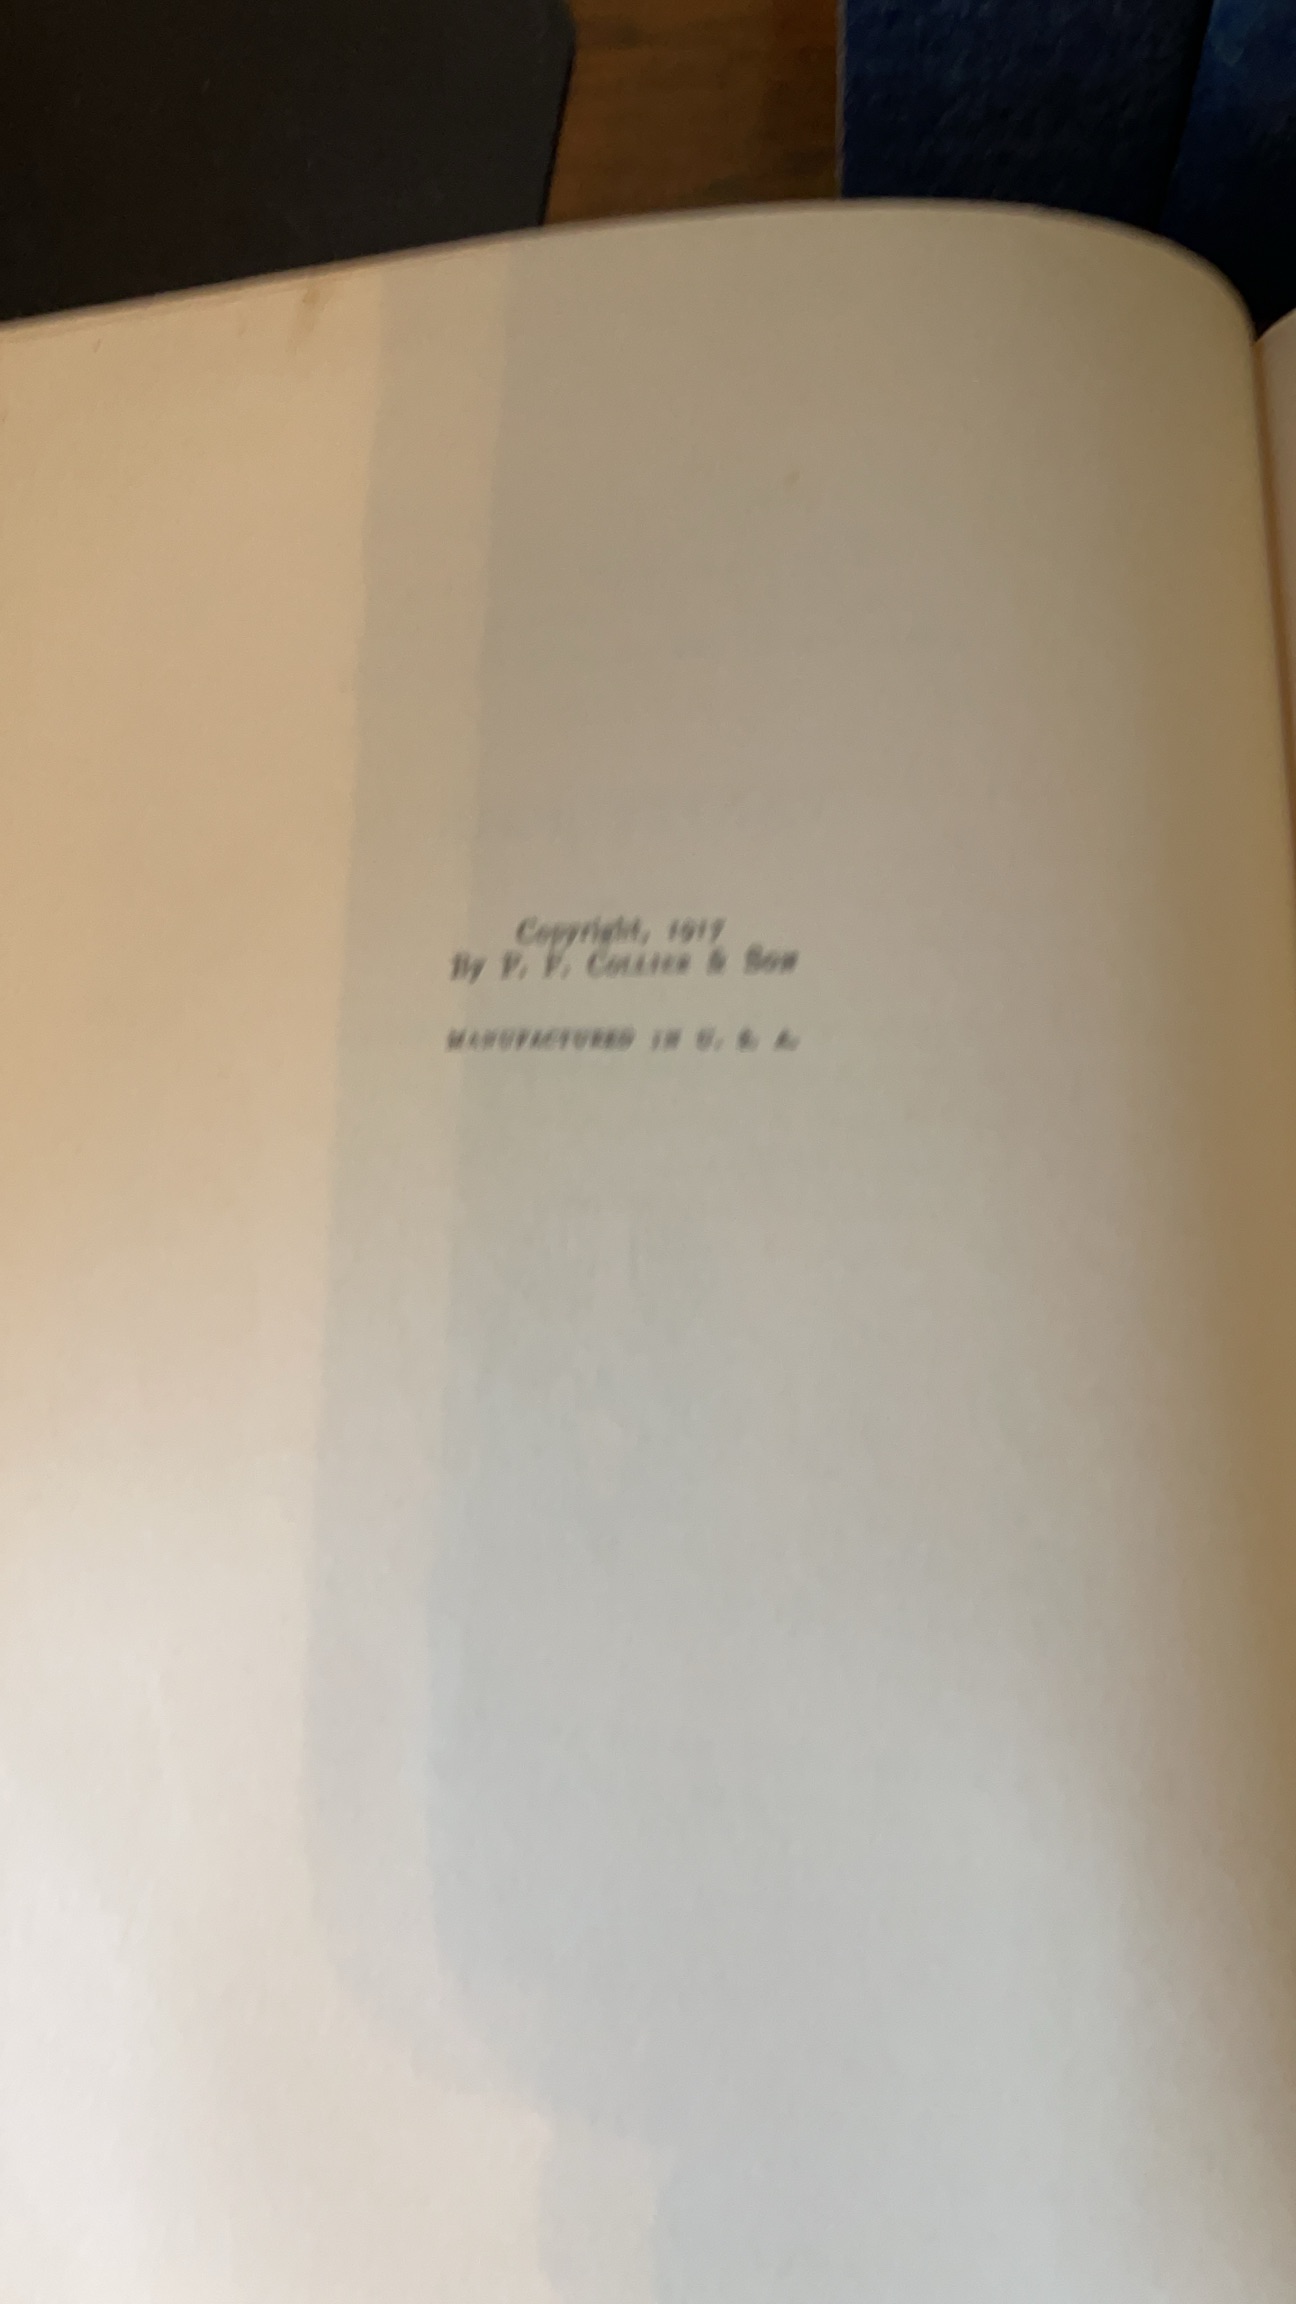 Copyright, 1917
By P. F. Collier & Son
MANUFACTURED IN U. S. A.